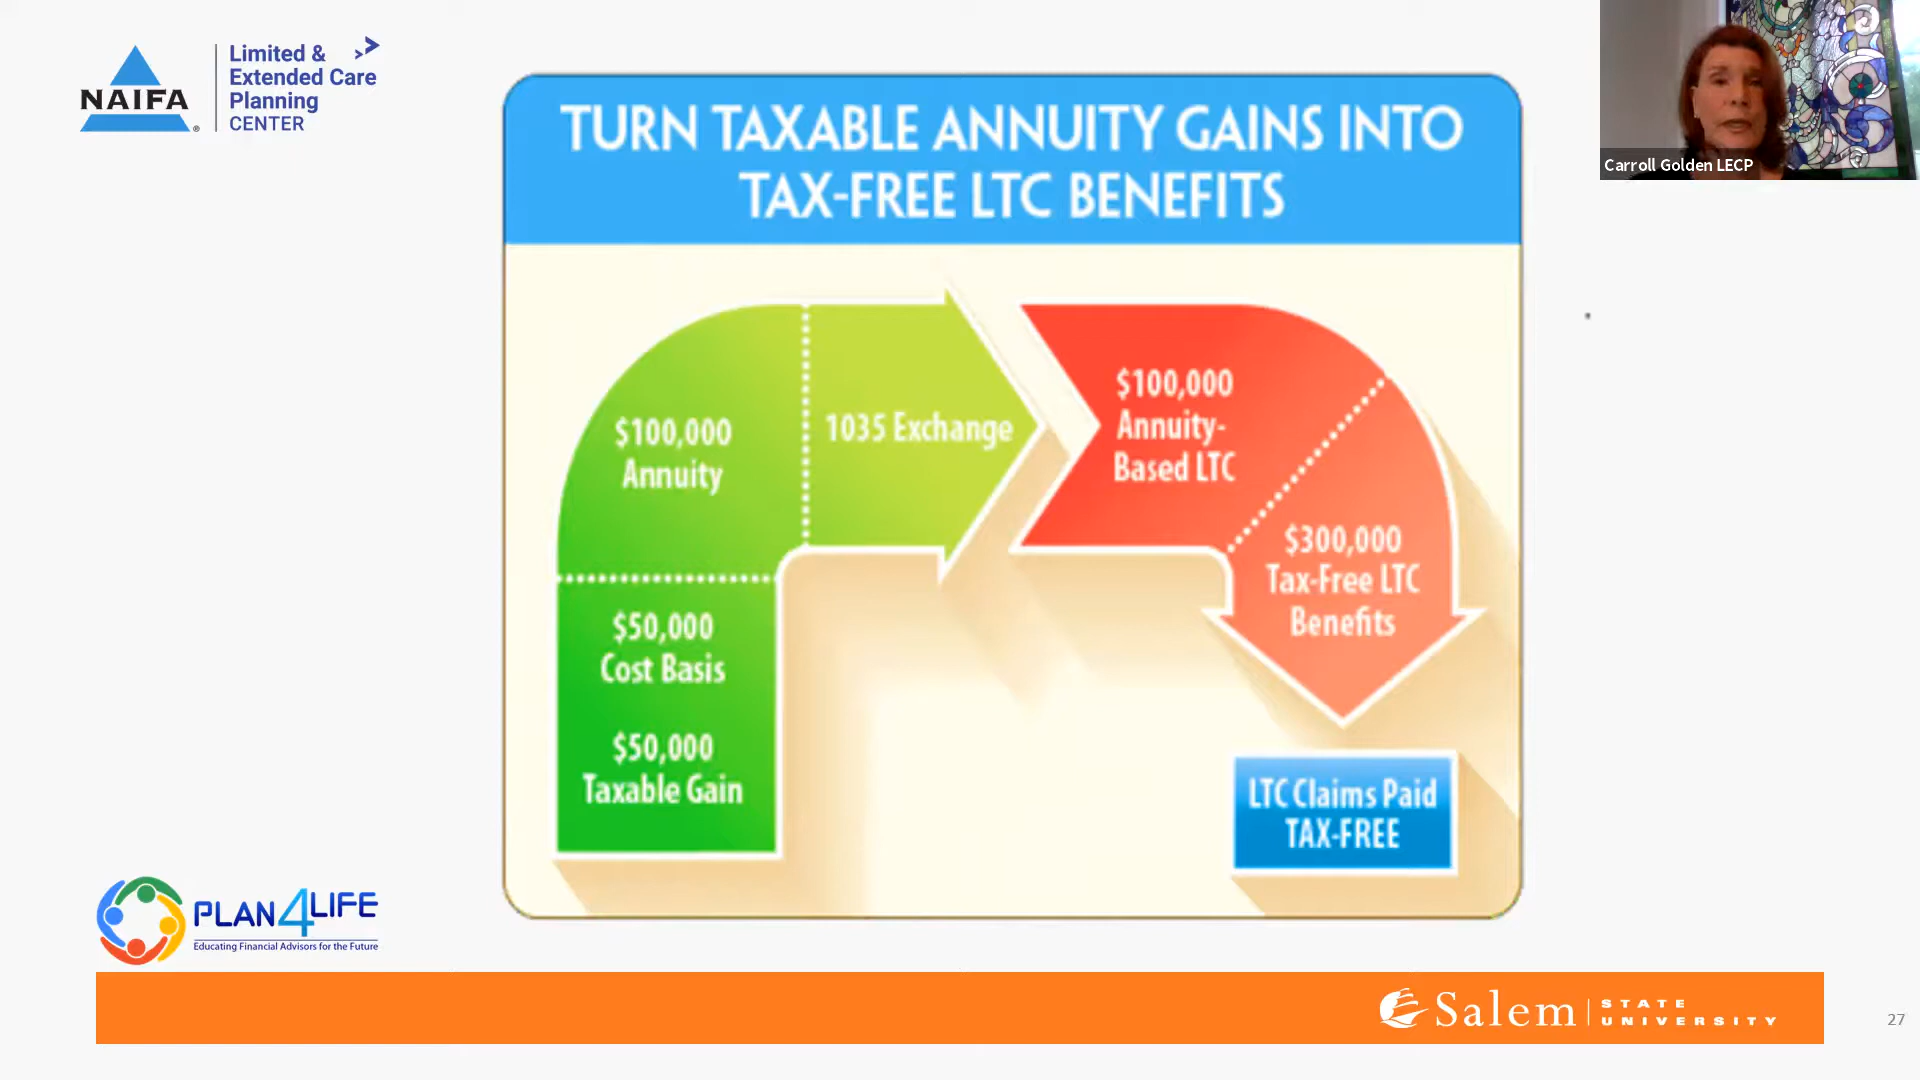 NAIFA®
Limited &
Extended Care
Planning
CENTER
TURN TAXABLE ANNUITY GAINS INTO
TAX-FREE LTC BENEFITS
$100,000
Annuity
$50,000
Cost Basis
$50,000
Taxable Gain
1035 Exchange
$100,000
Annuity-
Based LTC
$300,000
Tax-Free LTC
Benefits
LTC Claims Paid
TAX-FREE
Carroll Golden LECP
PLAN4LIFE
Educating Financial Advisors for the Future
Salem
STATE
UNIVERSITY
27